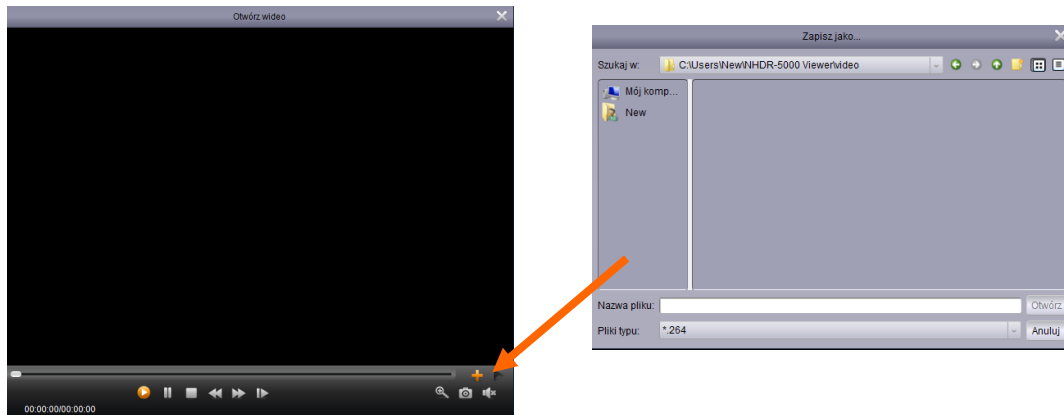 Otwórz wideo
00:00:00/00:00:00
Zapisz jako...
Szukaj w: C:\Users\New\NHDR-5000 Viewer\video
Mój komp...
New
Nazwa pliku: Otwórz
Pliki typu: *.264 Anuluj